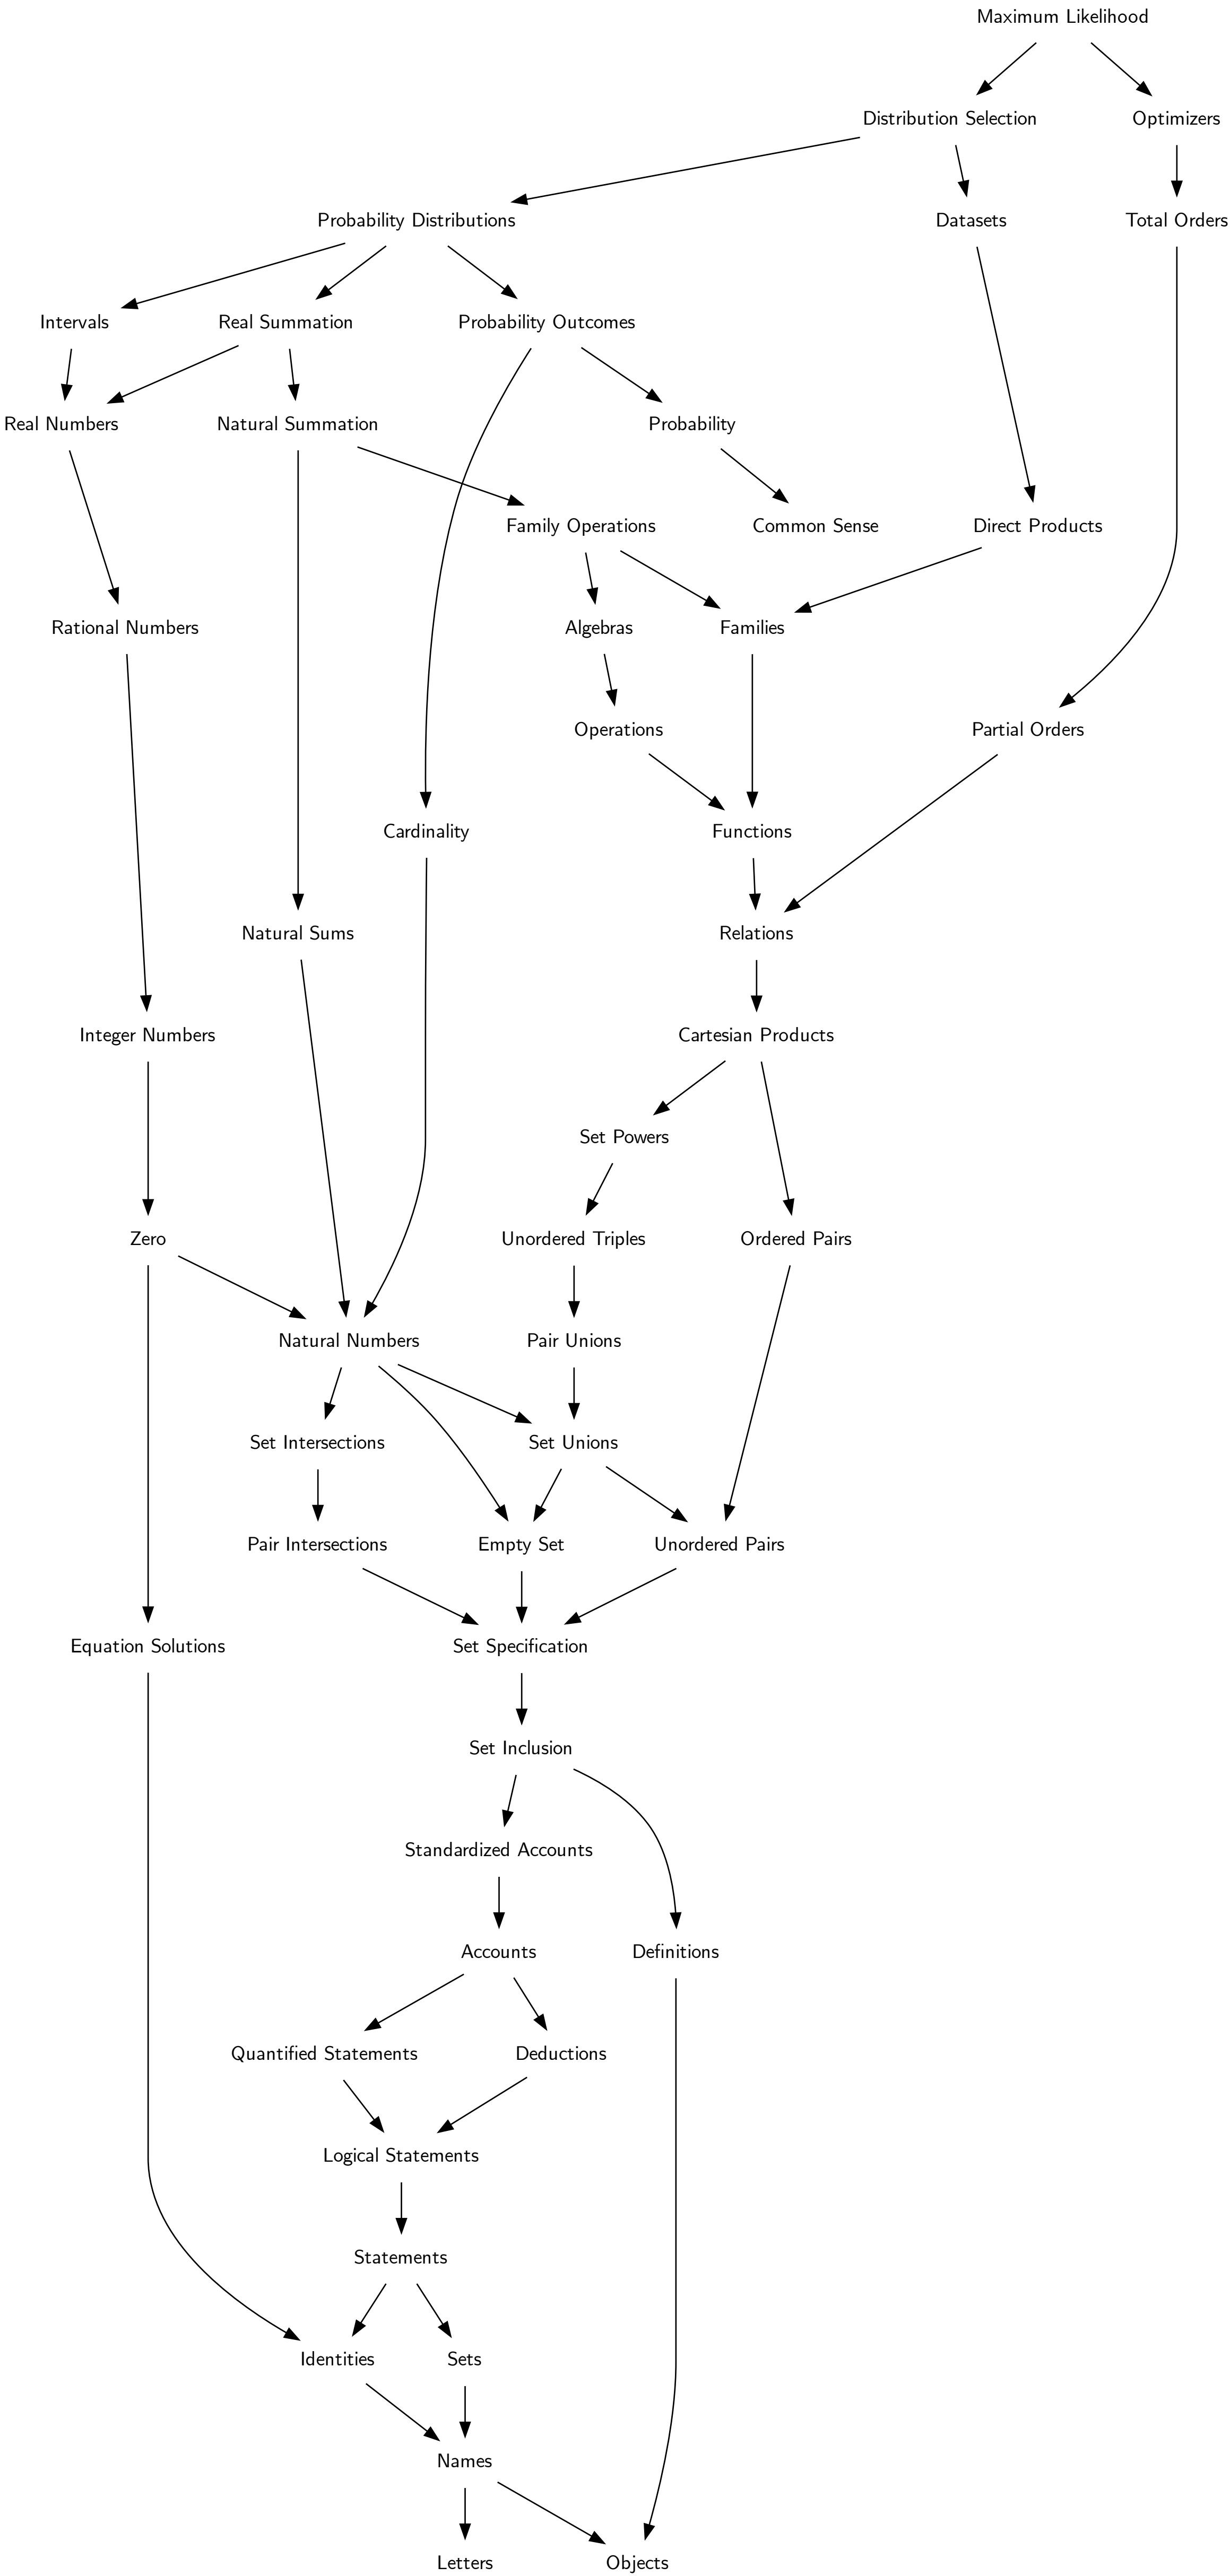 Maximum Likelihood
Distribution Selection
Optimizers
Probability Distributions
Datasets
Total Orders
Intervals
Real Summation
Probability Outcomes
Real Numbers
Natural Summation
Probability
Family Operations
Common Sense
Direct Products
Rational Numbers
Algebras
Families
Operations
Partial Orders
Cardinality
Functions
Natural Sums
Relations
Integer Numbers
Cartesian Products
Set Powers
Zero
Unordered Triples
Ordered Pairs
Natural Numbers
Pair Unions
Set Intersections
Set Unions
Pair Intersections
Empty Set
Unordered Pairs
Equation Solutions
Set Specification
Set Inclusion
Standardized Accounts
Accounts
Definitions
Quantified Statements
Deductions
Logical Statements
Statements
Identities
Sets
Names
Letters
Objects